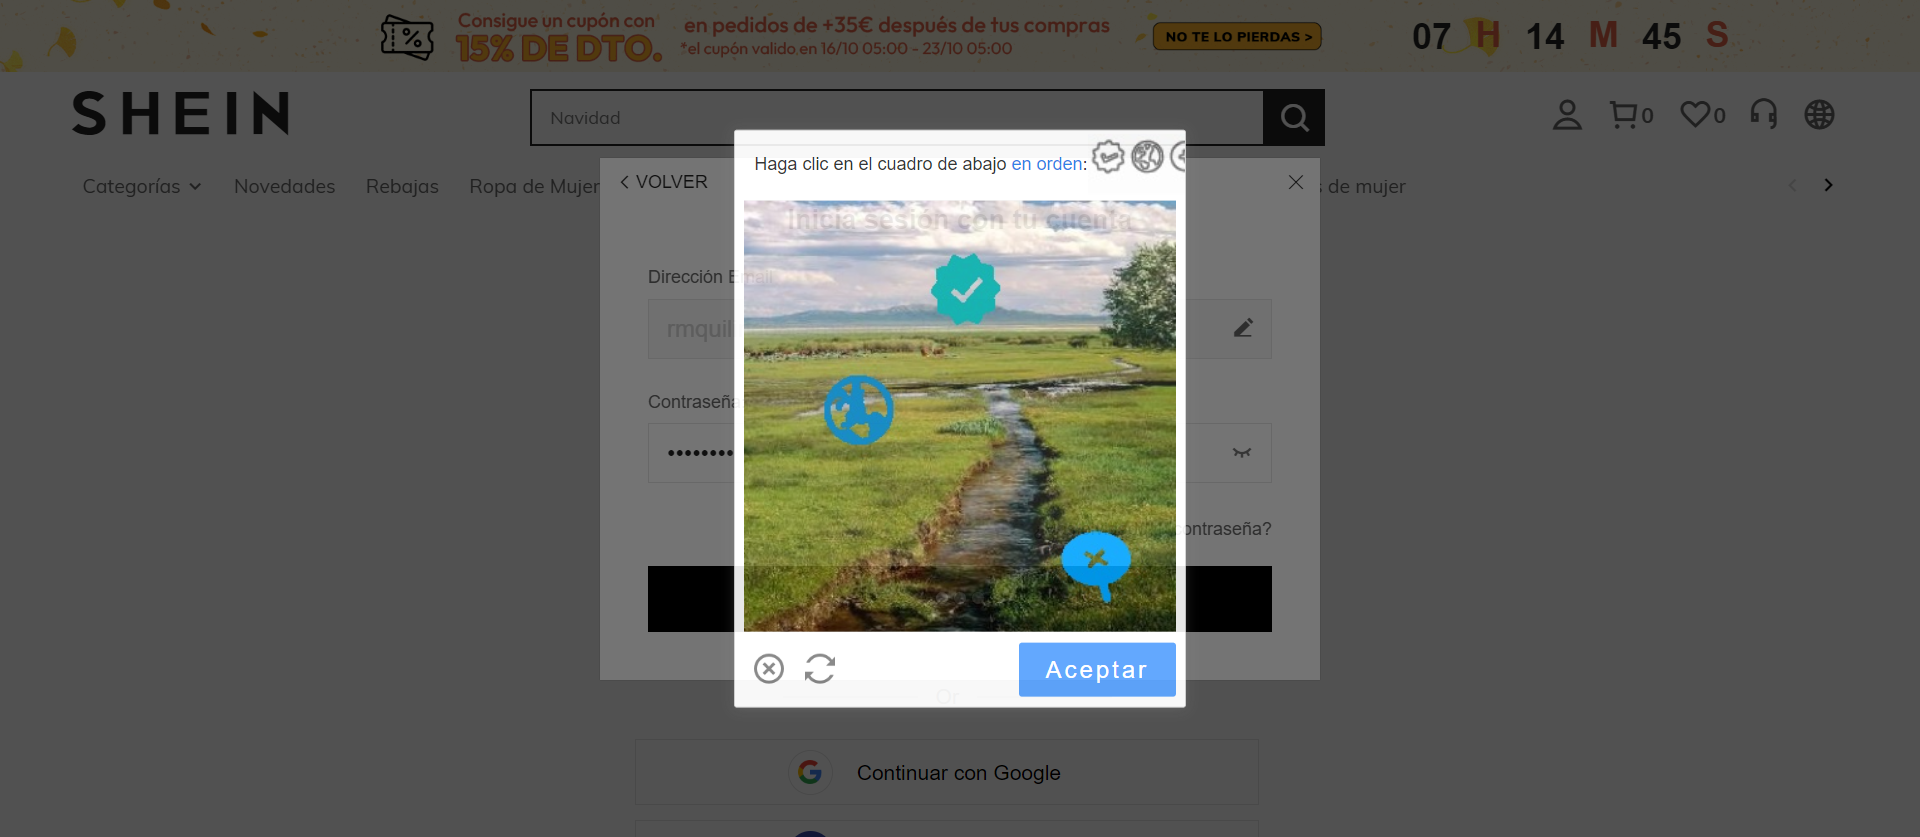 Consigue un cupón con
15% DE DTO.
en pedidos de +35€ después de tus compras
*el cupón valido en 16/10 05:00 - 23/10 05:00
NO TE LO PIERDAS >
07 H 14 M 45 S
SHEIN
Navidad
0
0
Categorías
Novedades
Rebajas
Ropa de Mujer
de mujer
VOLVER
Haga clic en el cuadro de abajo en orden:
Inicia sesión con tu cuenta
Dirección Email
rmquil
Contraseña
contraseña?
Aceptar
Or
Continuar con Google